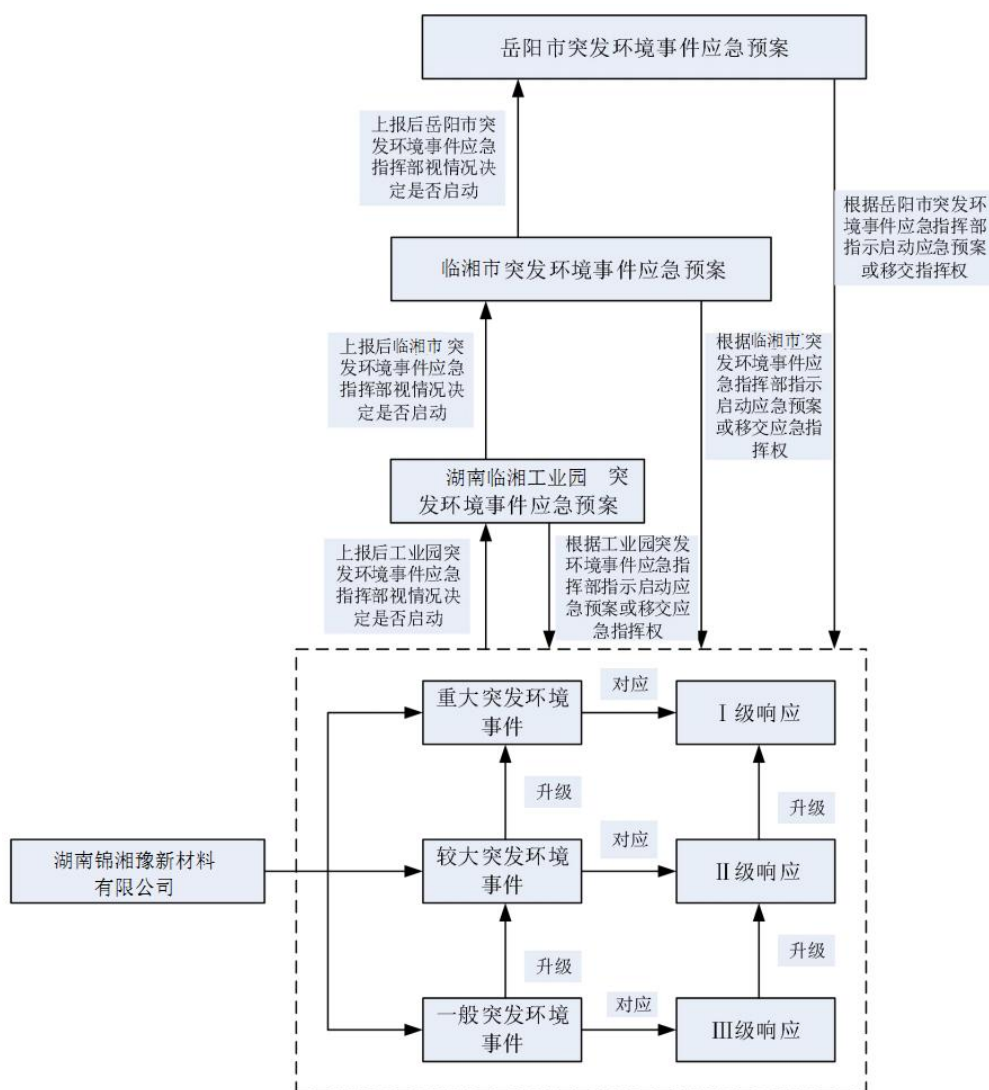 岳阳市突发环境事件应急预案
上报后岳阳市突
发环境事件应急
指挥部视情况决
定是否启动
根据岳阳市突发环
境事件应急指挥部
指示启动应急预案
或移交指挥权
临湘市突发环境事件应急预案
上报后临湘市 突
发环境事件应急
指挥部视情况决
定是否启动
根据临湘市突
发环境事件应
急指挥部指示
启动应急预案
或移交应急指
挥权
湖南临湘工业园 突
发环境事件应急预案
上报后工业园突
发环境事件应急
指挥部视情况决
定是否启动
根据工业园突发
环境事件应急指
挥部指示启动应
急预案或移交应
急指挥权
重大突发环境
事件
对应
Ⅰ级响应
升级
升级
湖南锦湘豫新材料
有限公司
较大突发环境
事件
对应
Ⅱ级响应
升级
升级
一般突发环境
事件
对应
Ⅲ级响应